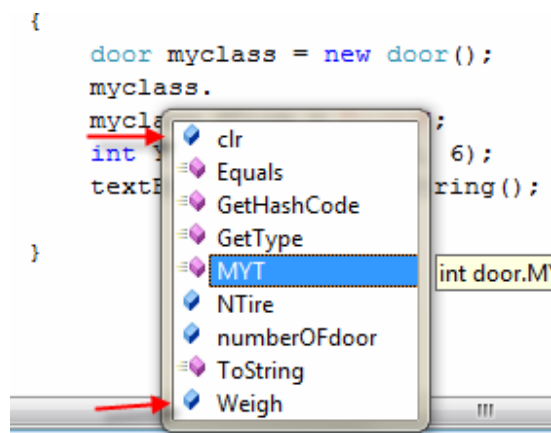 {
door myclass = new door();
myclass.
mycla ;
int 6);
textB ring();
}
clr
Equals
GetHashCode
GetType
MYT
NTire
numberOFdoor
ToString
Weigh
int door.MY